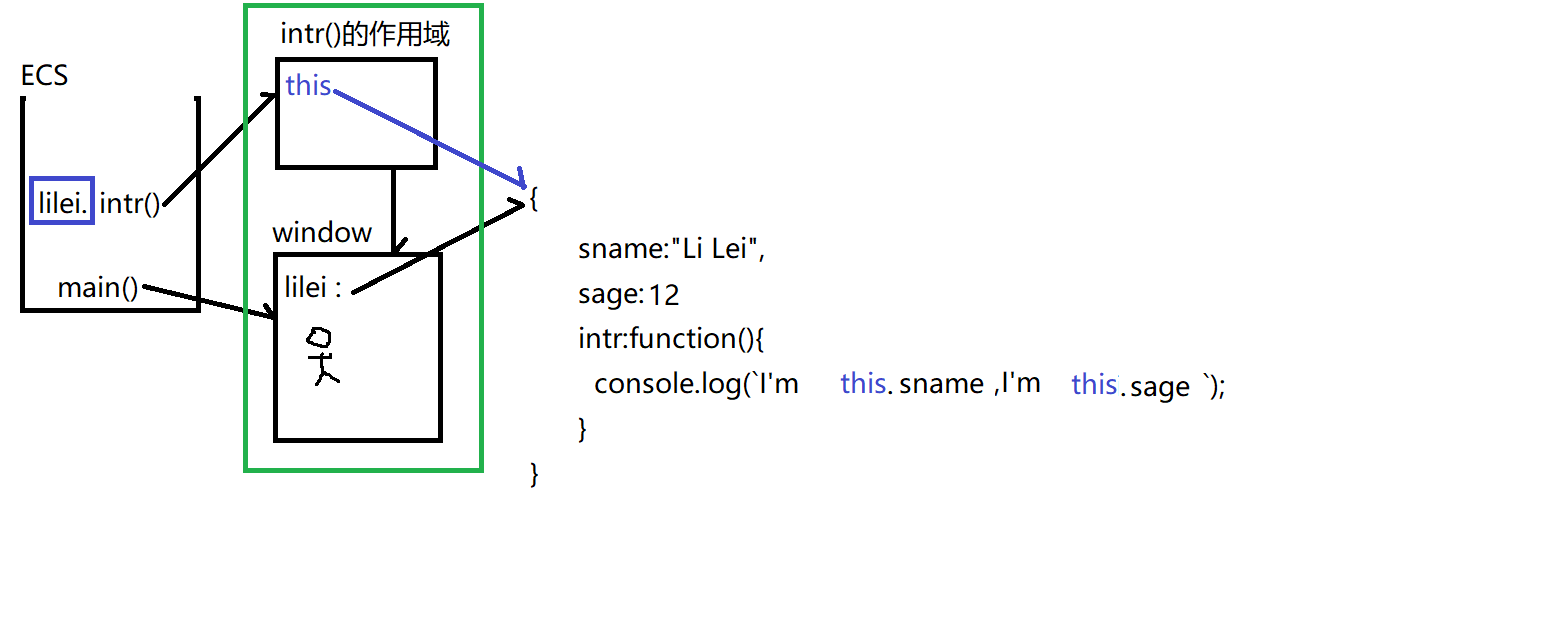 intr()的作用域
ECS
this
lilei. intr()
window
main()
lilei :
{
sname:"Li Lei",
sage:12
intr:function(){
console.log(`I'm this. sname ,I'm this.sage `);
}
}